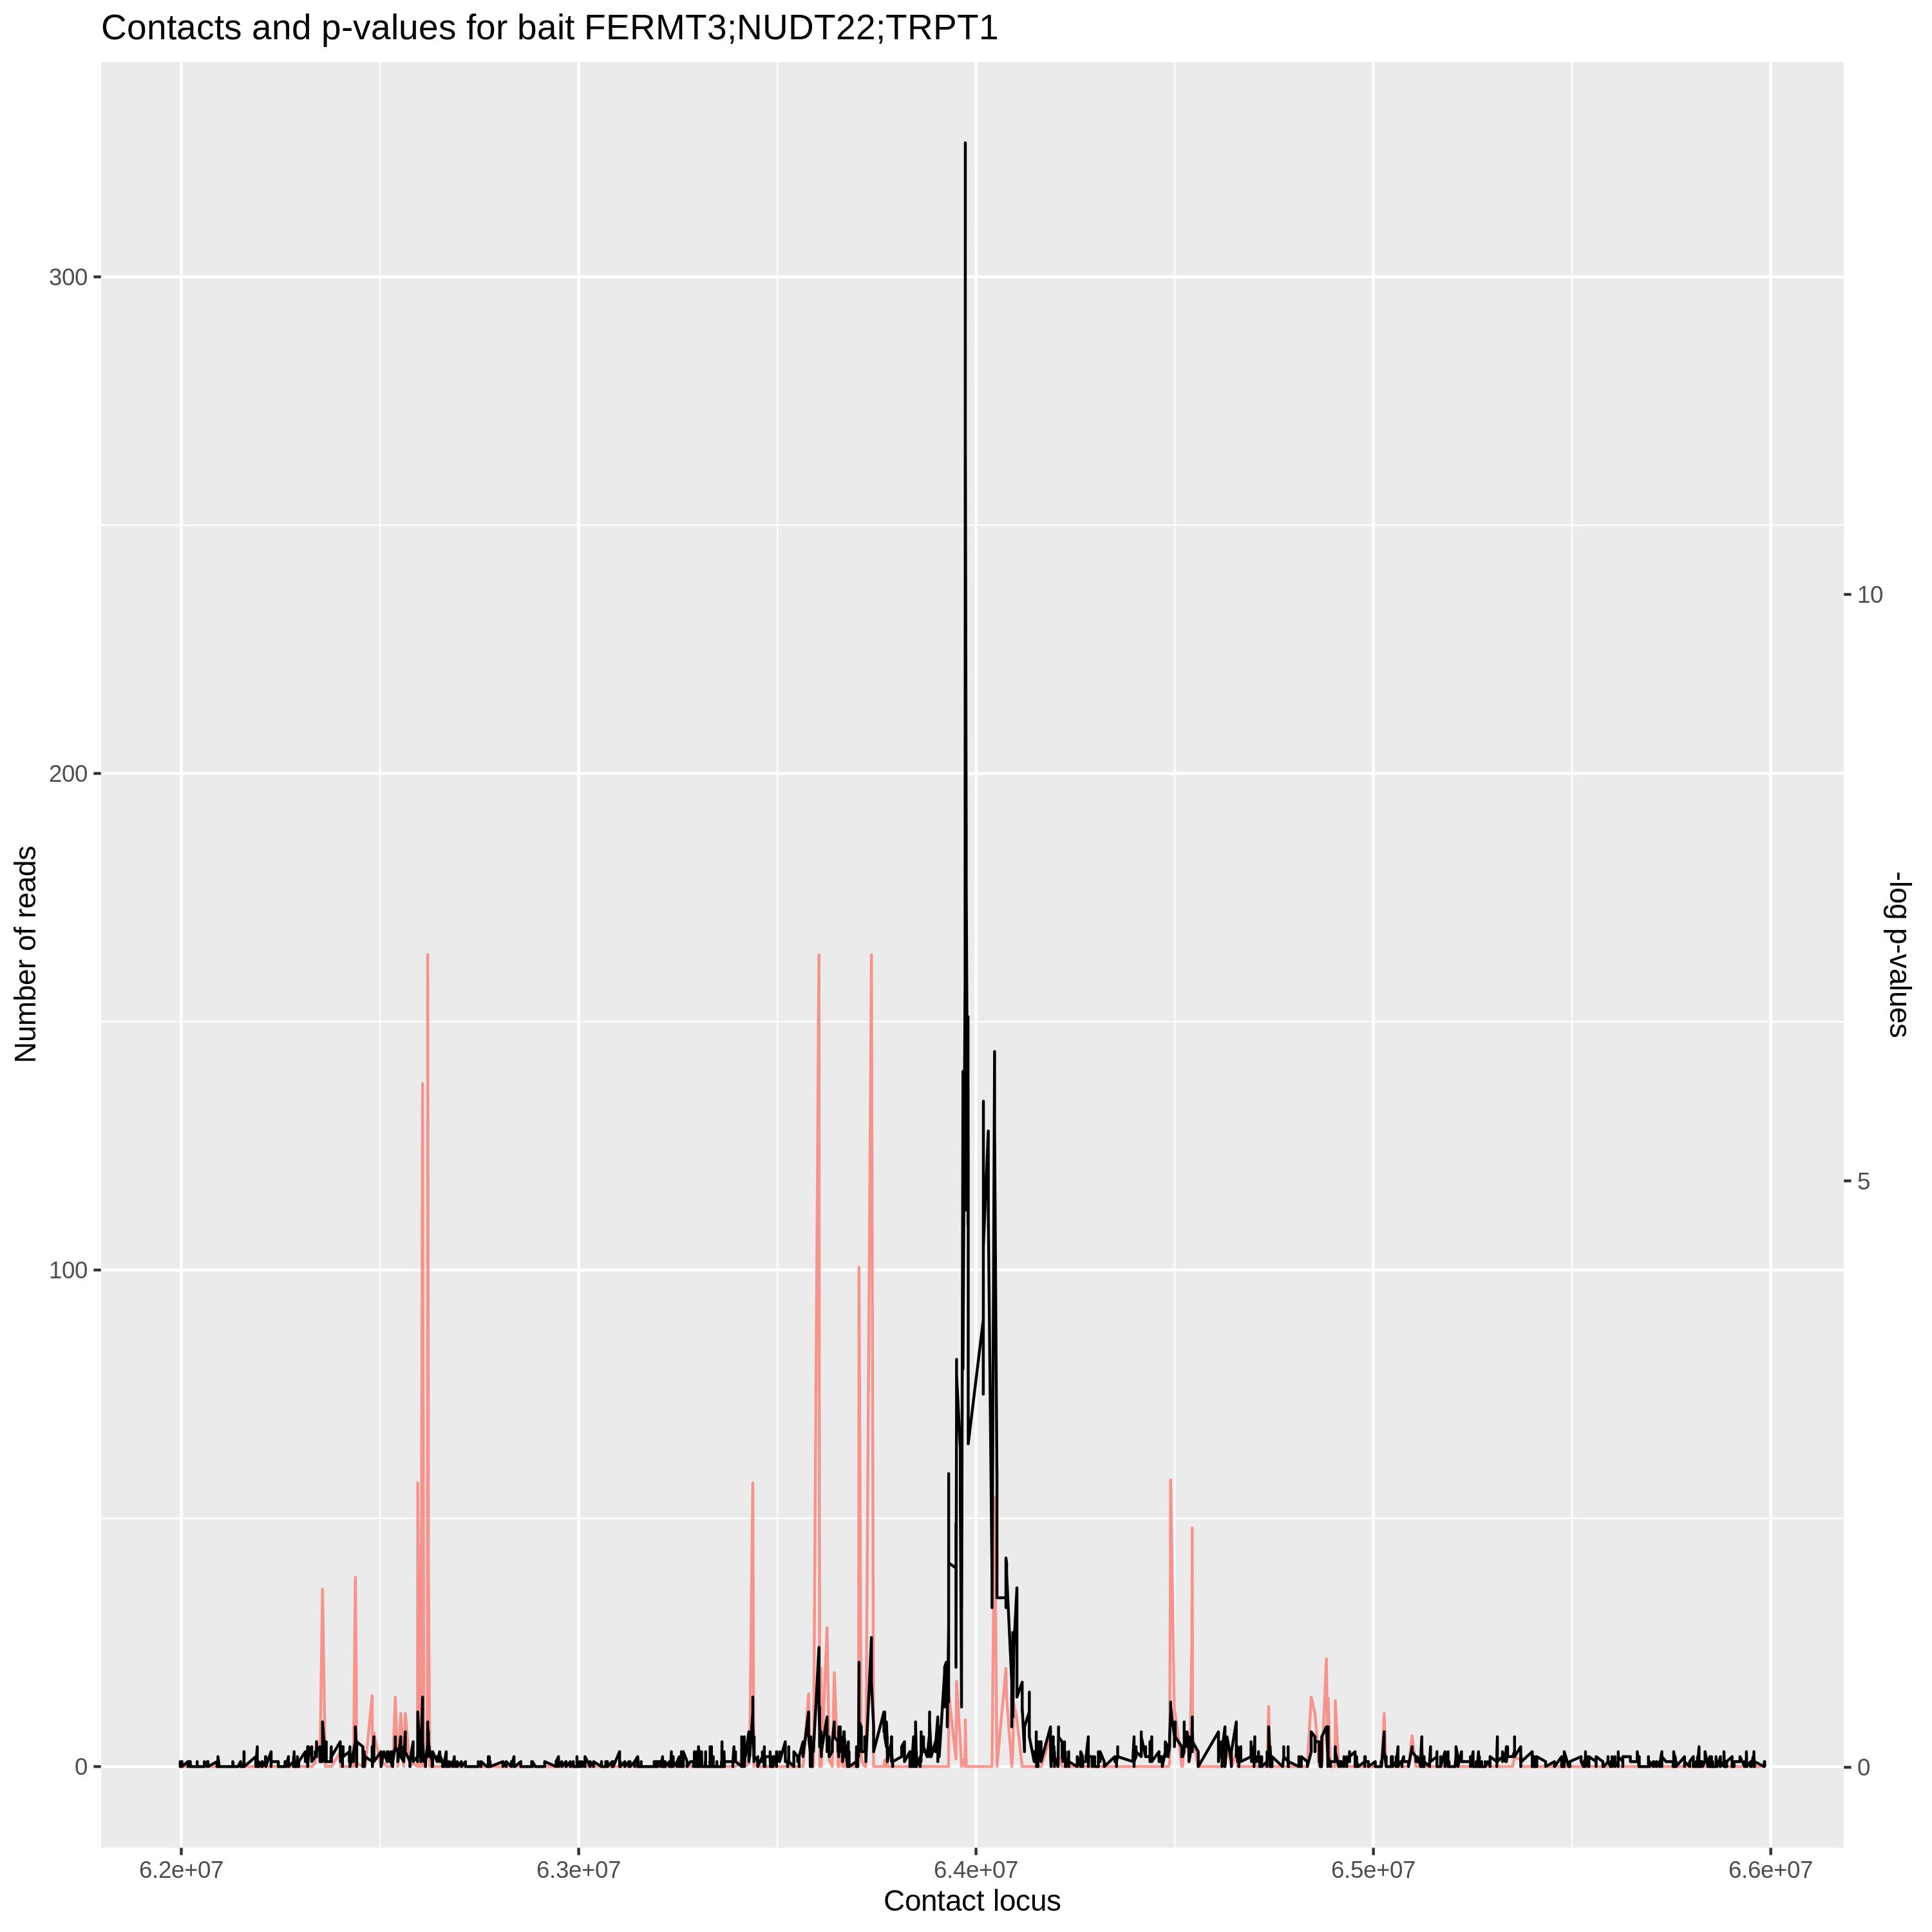 Contacts and p-values for bait FERMT3;NUDT22;TRPT1
Number of reads
300
200
100
0
-log p-values
10
5
0
6.2e+07 6.3e+07 6.4e+07 6.5e+07 6.6e+07
Contact locus